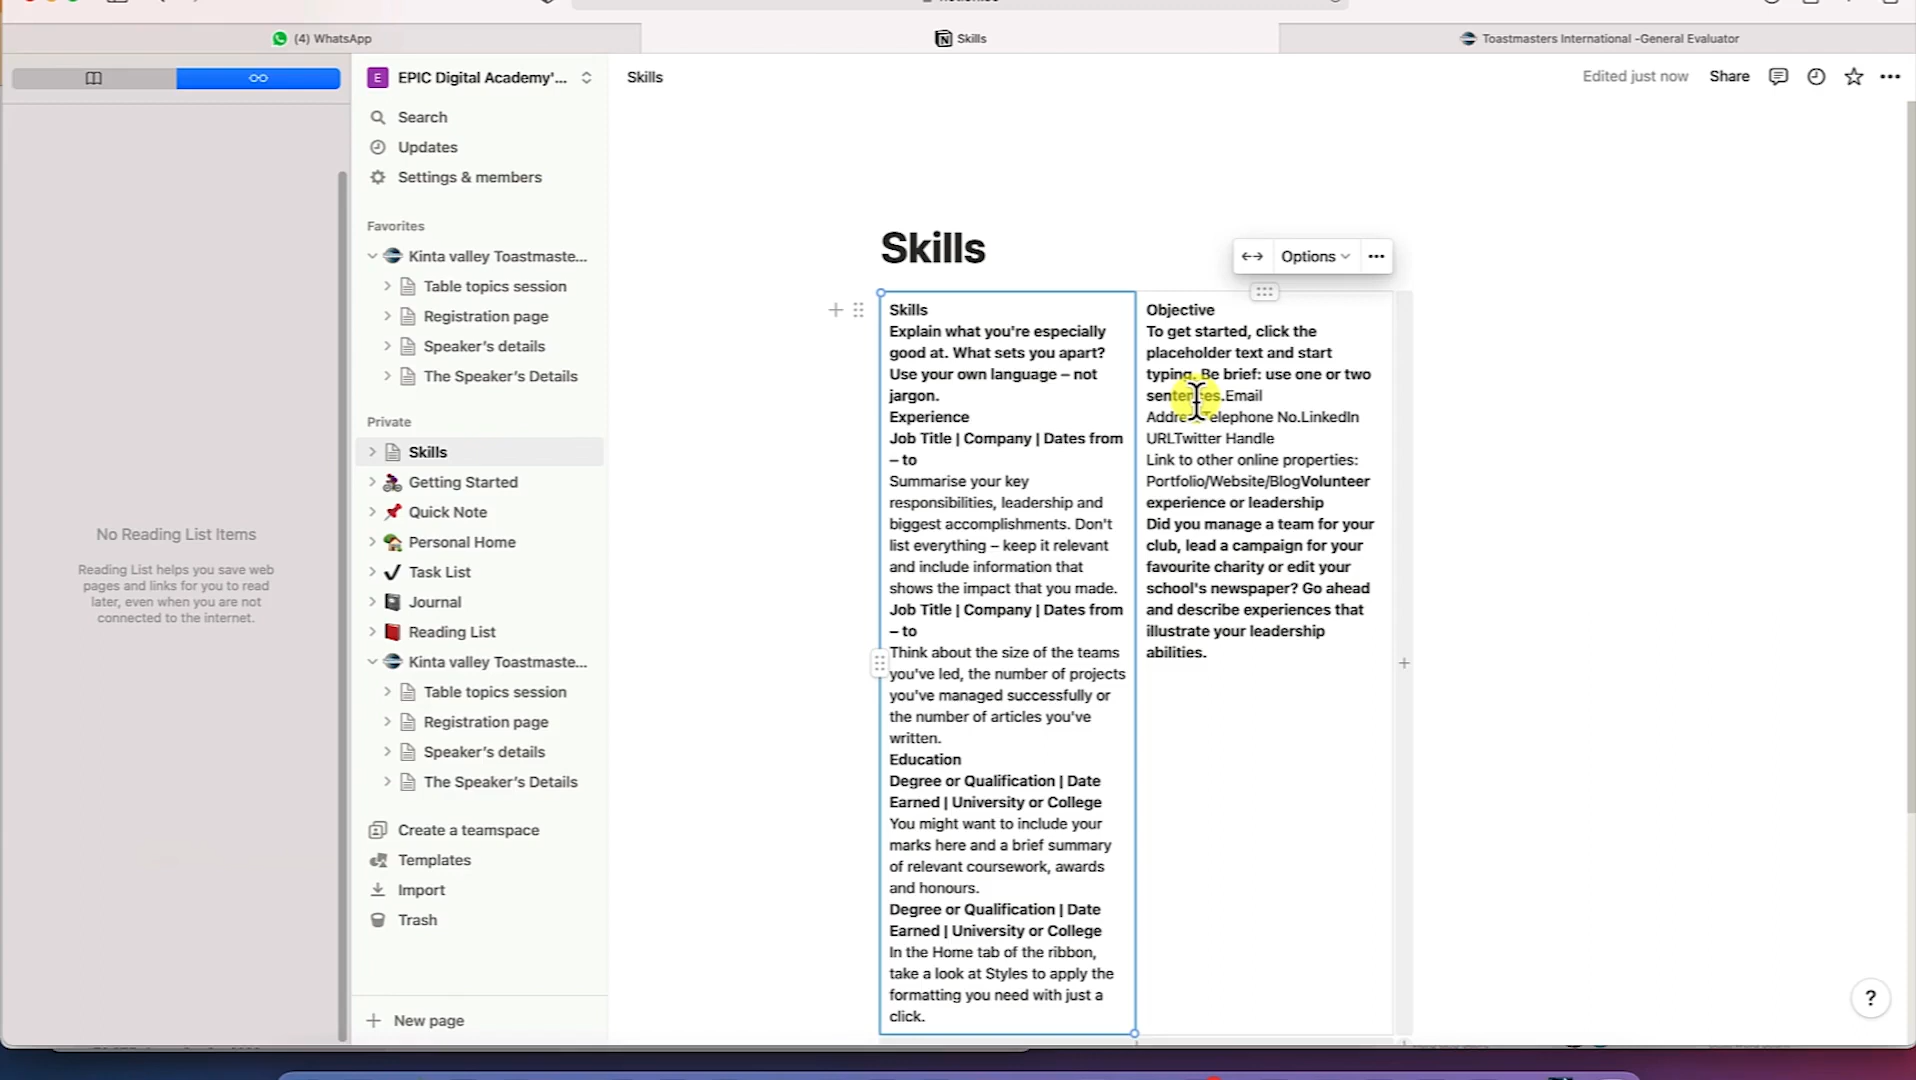 (4) WhatsApp
Skills
Toastmasters International -General Evaluator
E EPIC Digital Academy'...
Search
Updates
Settings & members
Favorites
Kinta valley Toastmaste...
Table topics session
Registration page
Speaker's details
The Speaker's Details
Private
Skills
Getting Started
Quick Note
Personal Home
Task List
Journal
Reading List
Kinta valley Toastmaste...
Table topics session
Registration page
Speaker's details
The Speaker's Details
Create a teamspace
Templates
Import
Trash
New page
No Reading List Items
Reading List helps you save web
pages and links for you to read
later, even when you are not
connected to the internet.
Skills
Edited just now
Share
Skills
Options
Skills
Explain what you're especially
good at. What sets you apart?
Use your own language – not
jargon.
Experience
Job Title | Company | Dates from
– to
Summarise your key
responsibilities, leadership and
biggest accomplishments. Don't
list everything – keep it relevant
and include information that
shows the impact that you made.
Job Title | Company | Dates from
– to
Think about the size of the teams
you've led, the number of projects
you've managed successfully or
the number of articles you've
written.
Education
Degree or Qualification | Date
Earned | University or College
You might want to include your
marks here and a brief summary
of relevant coursework, awards
and honours.
Degree or Qualification | Date
Earned | University or College
In the Home tab of the ribbon,
take a look at Styles to apply the
formatting you need with just a
click.
Objective
To get started, click the
placeholder text and start
typing. Be brief: use one or two
sentences.Email
Telephone No.LinkedIn
URLTwitter Handle
Link to other online properties:
Portfolio/Website/BlogVolunteer
experience or leadership
Did you manage a team for your
club, lead a campaign for your
favourite charity or edit your
school's newspaper? Go ahead
and describe experiences that
illustrate your leadership
abilities.
?